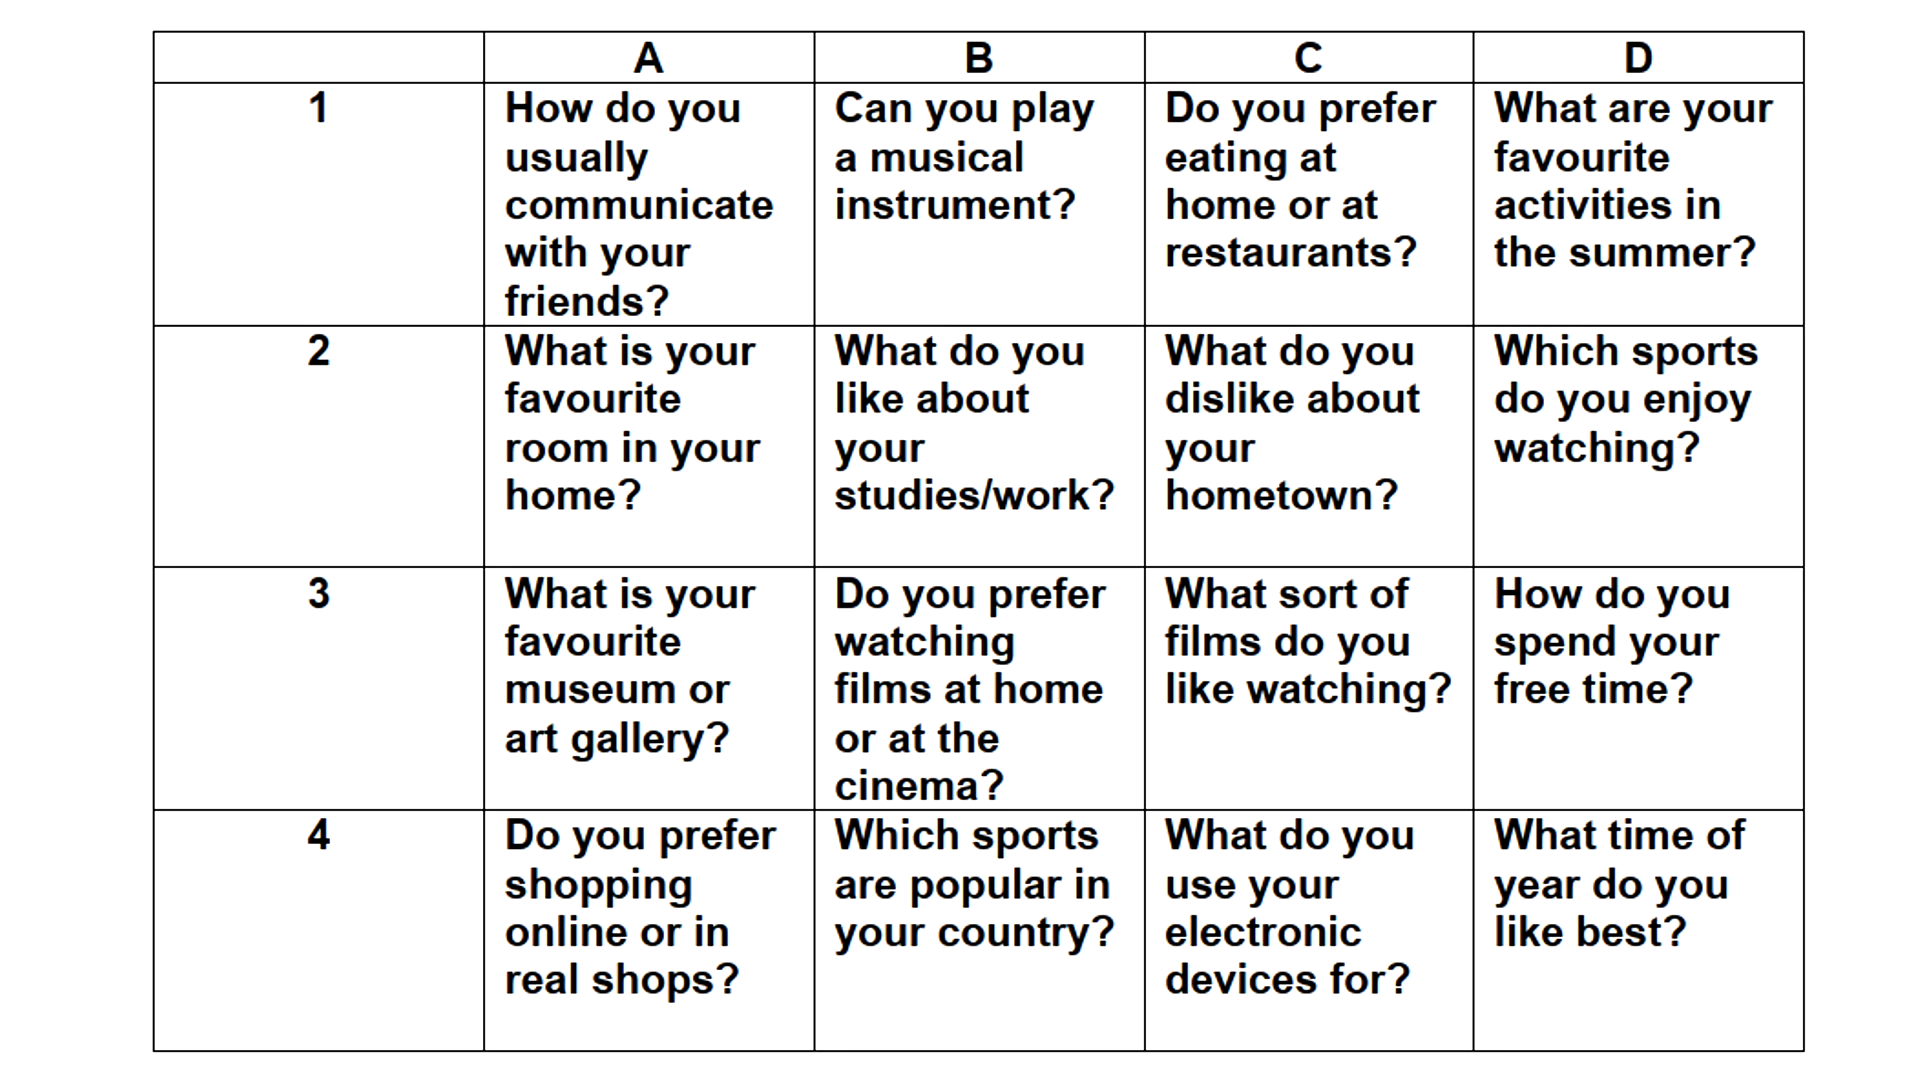 A B C D
1
How do you
usually
communicate
with your
friends?
Can you play
a musical
instrument?
Do you prefer
eating at
home or at
restaurants?
What are your
favourite
activities in
the summer?
2
What is your
favourite
room in your
home?
What do you
like about
your
studies/work?
What do you
dislike about
your
hometown?
Which sports
do you enjoy
watching?
3
What is your
favourite
museum or
art gallery?
Do you prefer
watching
films at home
or at the
cinema?
What sort of
films do you
like watching?
How do you
spend your
free time?
4
Do you prefer
shopping
online or in
real shops?
Which sports
are popular in
your country?
What do you
use your
electronic
devices for?
What time of
year do you
like best?